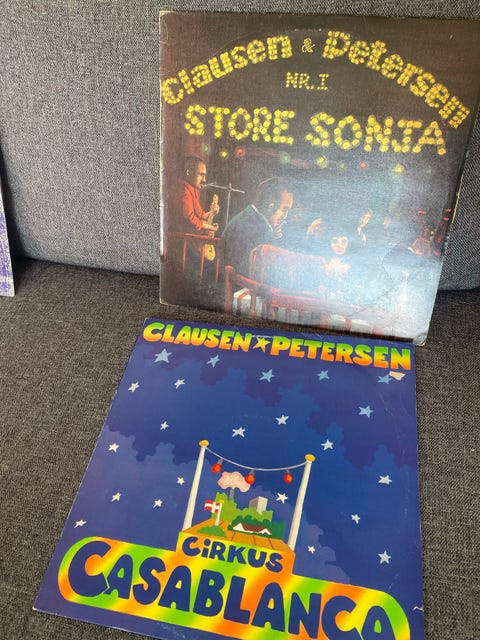 Clausen & Petersen
NR.I
STORE SONJA
CLAUSEN★PETERSEN
CiRKUS
CASABLANCA